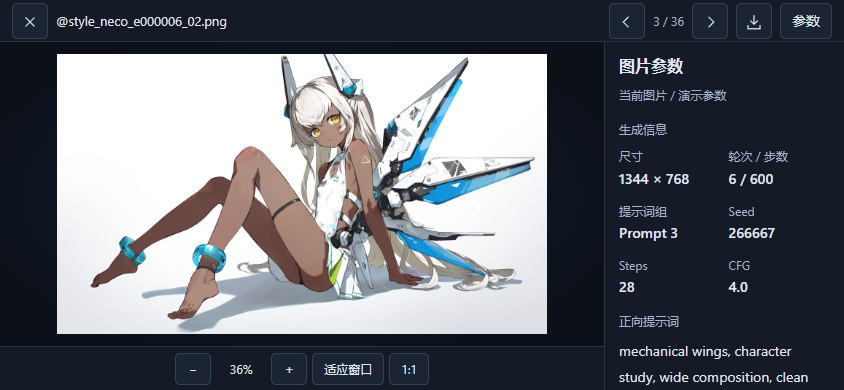 @style_neco_e000006_02.png
3 / 36
参数
图片参数
当前图片 / 演示参数
生成信息
尺寸
轮次 / 步数
1344 × 768
6 / 600
提示词组
Seed
Prompt 3
266667
Steps
CFG
28
4.0
正向提示词
mechanical wings, character
study, wide composition, clean
−
36%
+
适应窗口
1:1